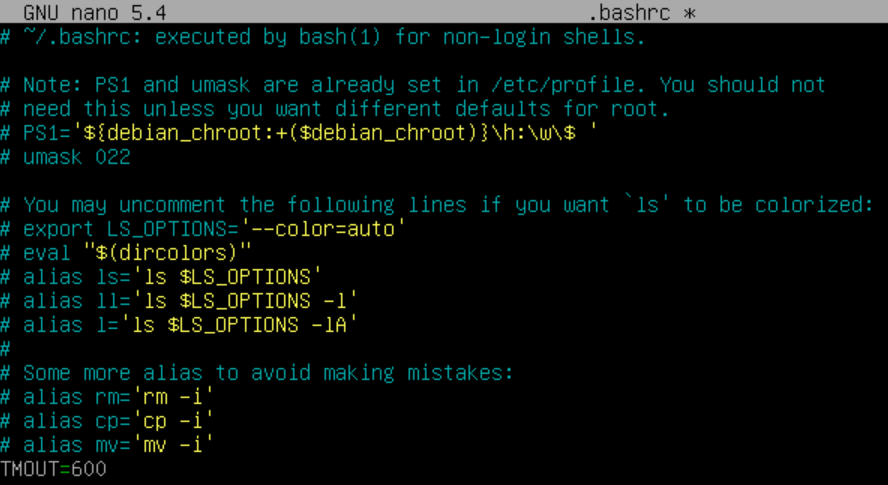 GNU nano 5.4 .bashrc *
# ~/.bashrc: executed by bash(1) for non-login shells.
# Note: PS1 and umask are already set in /etc/profile. You should not
# need this unless you want different defaults for root.
# PS1='${debian_chroot:+($debian_chroot)}\h:\w\$ '
# umask 022
# You may uncomment the following lines if you want `ls' to be colorized:
# export LS_OPTIONS='--color=auto'
# eval "$(dircolors)"
# alias ls='ls $LS_OPTIONS'
# alias ll='ls $LS_OPTIONS -l'
# alias l='ls $LS_OPTIONS -lA'
#
# Some more alias to avoid making mistakes:
# alias rm='rm -i'
# alias cp='cp -i'
# alias mv='mv -i'
TMOUT=600